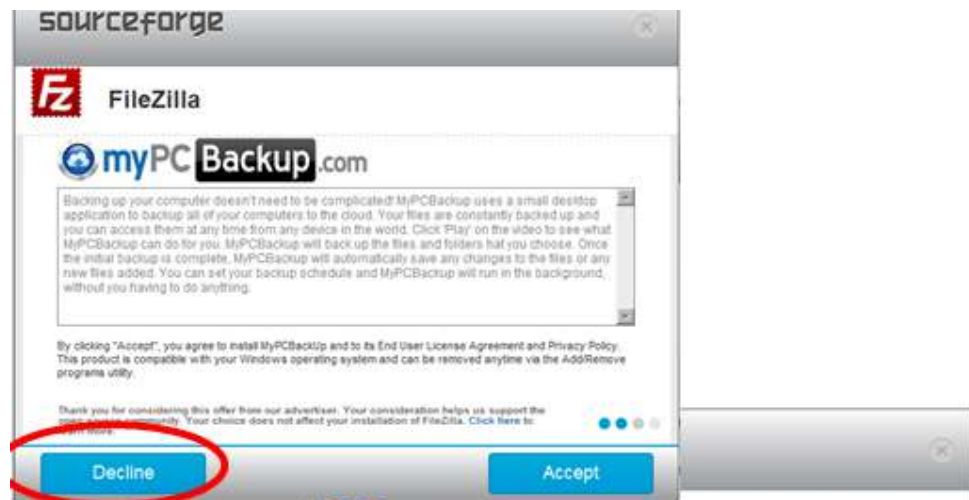 sourceforge
FileZilla
myPCBackup.com
Backing up your computer doesn't need to be complicated! MyPCBackup uses a small desktop
application to backup all of your computers to the cloud. Your files are constantly backed up and
you can access them at any time from any device in the world. Click 'Play' on the video to see what
MyPCBackup can do for you. MyPCBackup will back up the files and folders hat you choose. Once
the initial backup is complete, MyPCBackup will automatically save any changes to the files or any
new files added. You can set your backup schedule and MyPCBackup will run in the background,
without you having to do anything.
By clicking "Accept", you agree to install MyPCBackUp and to its End User License Agreement and Privacy Policy.
This product is compatible with your Windows operating system and can be removed anytime via the Add/Remove
programs utility.
Thank you for considering this offer from our advertiser. Your consideration helps us support the
open source community. Your choice does not affect your installation of FileZilla. Click here to
learn more.
Decline
Accept